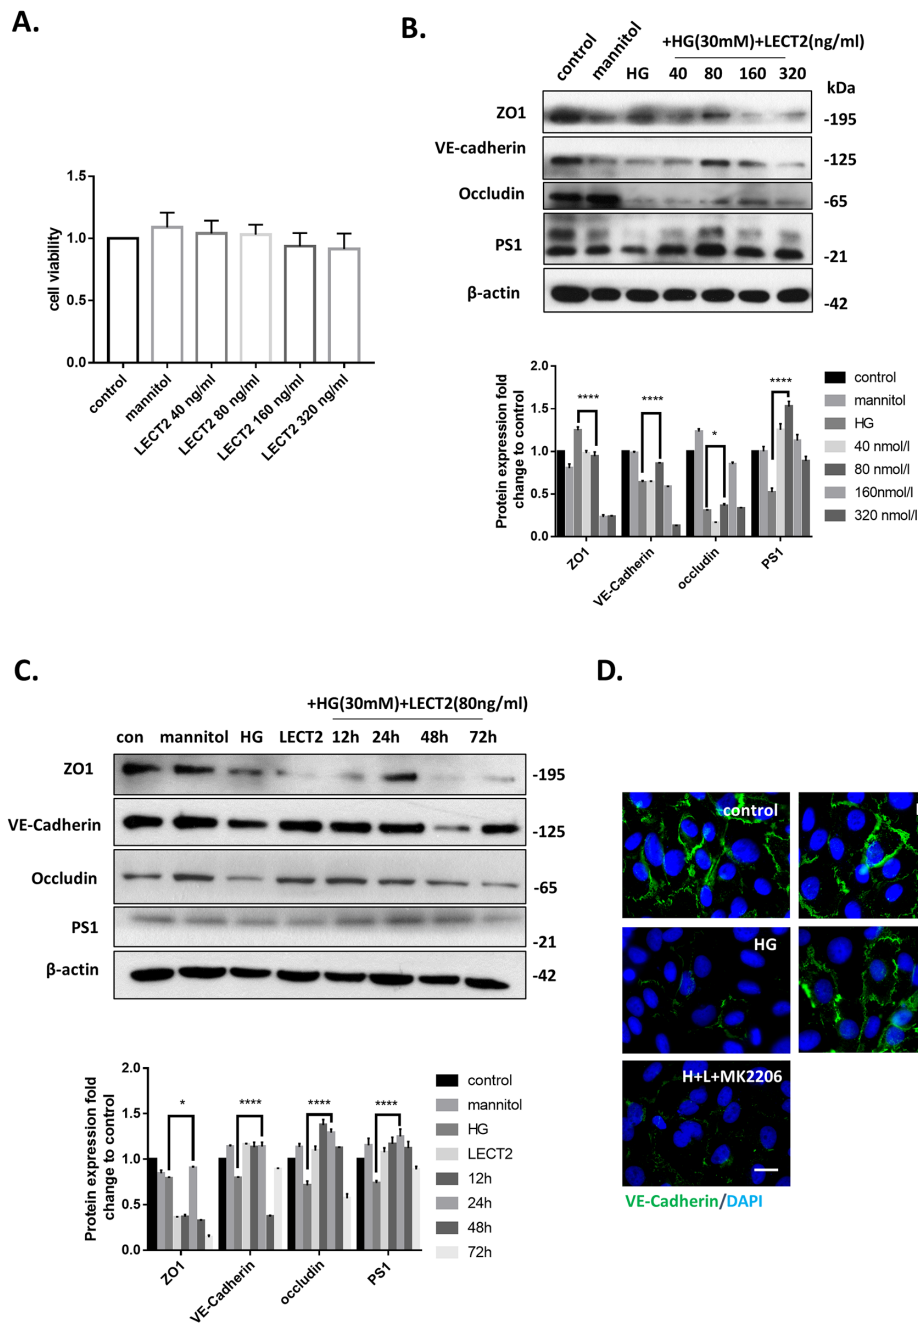 A.
1.5
1.0
0.5
0.0
cell viability
control
mannitol
LECT2 40 ng/ml
LECT2 80 ng/ml
LECT2 160 ng/ml
LECT2 320 ng/ml
B.
control
mannitol
HG
+HG(30mM)+LECT2(ng/ml)
40 80 160 320
kDa
ZO1 -195
VE-cadherin -125
Occludin -65
PS1 -21
β-actin -42
Protein expression fold
change to control
2.0
1.5
1.0
0.5
0.0
**** **** * ****
ZO1
VE-Cadherin
occludin
PS1
control
mannitol
HG
40 nmol/l
80 nmol/l
160nmol/l
320 nmol/l
C.
+HG(30mM)+LECT2(80ng/ml)
con mannitol HG LECT2 12h 24h 48h 72h
ZO1 -195
VE-Cadherin -125
Occludin -65
PS1 -21
β-actin -42
Protein expression fold
change to control
2.0
1.5
1.0
0.5
0.0
* **** **** ****
ZO1
VE-Cadherin
occludin
PS1
control
mannitol
HG
LECT2
12h
24h
48h
72h
D.
control
HG
H+L+MK2206
VE-Cadherin/DAPI